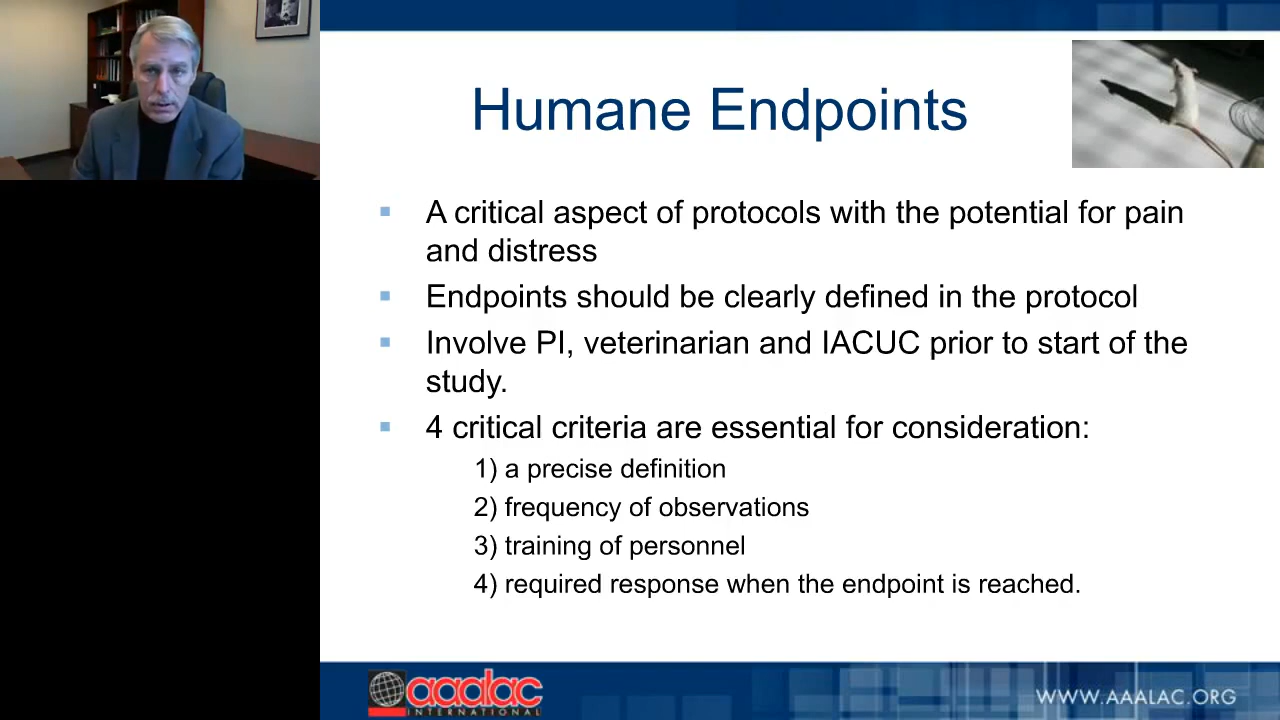 Humane Endpoints
▪ A critical aspect of protocols with the potential for pain
and distress
▪ Endpoints should be clearly defined in the protocol
▪ Involve PI, veterinarian and IACUC prior to start of the
study.
▪ 4 critical criteria are essential for consideration:
1) a precise definition
2) frequency of observations
3) training of personnel
4) required response when the endpoint is reached.
aaalac
INTERNATIONAL
WWW.AAALAC.ORG